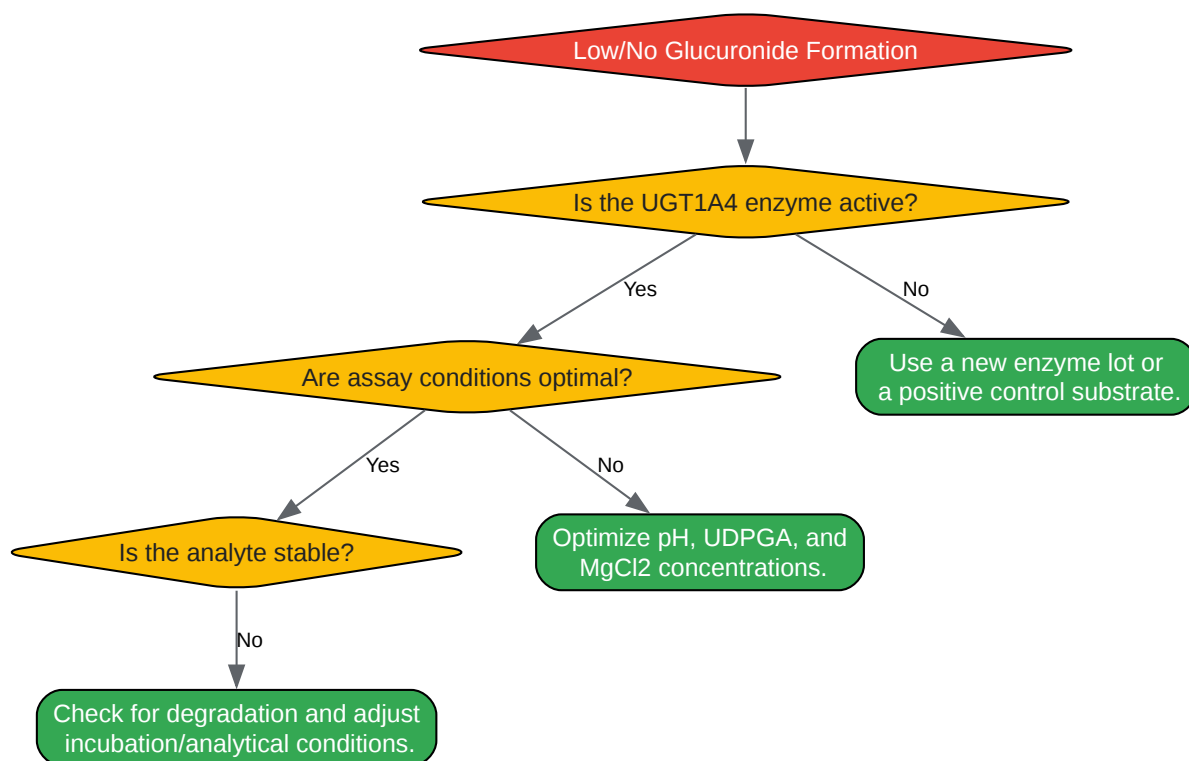 Low/No Glucuronide Formation
Is the UGT1A4 enzyme active?
Yes
No
Are assay conditions optimal?
Use a new enzyme lot or
a positive control substrate.
Yes
No
Is the analyte stable?
Optimize pH, UDPGA, and
MgCl2 concentrations.
No
Check for degradation and adjust
incubation/analytical conditions.